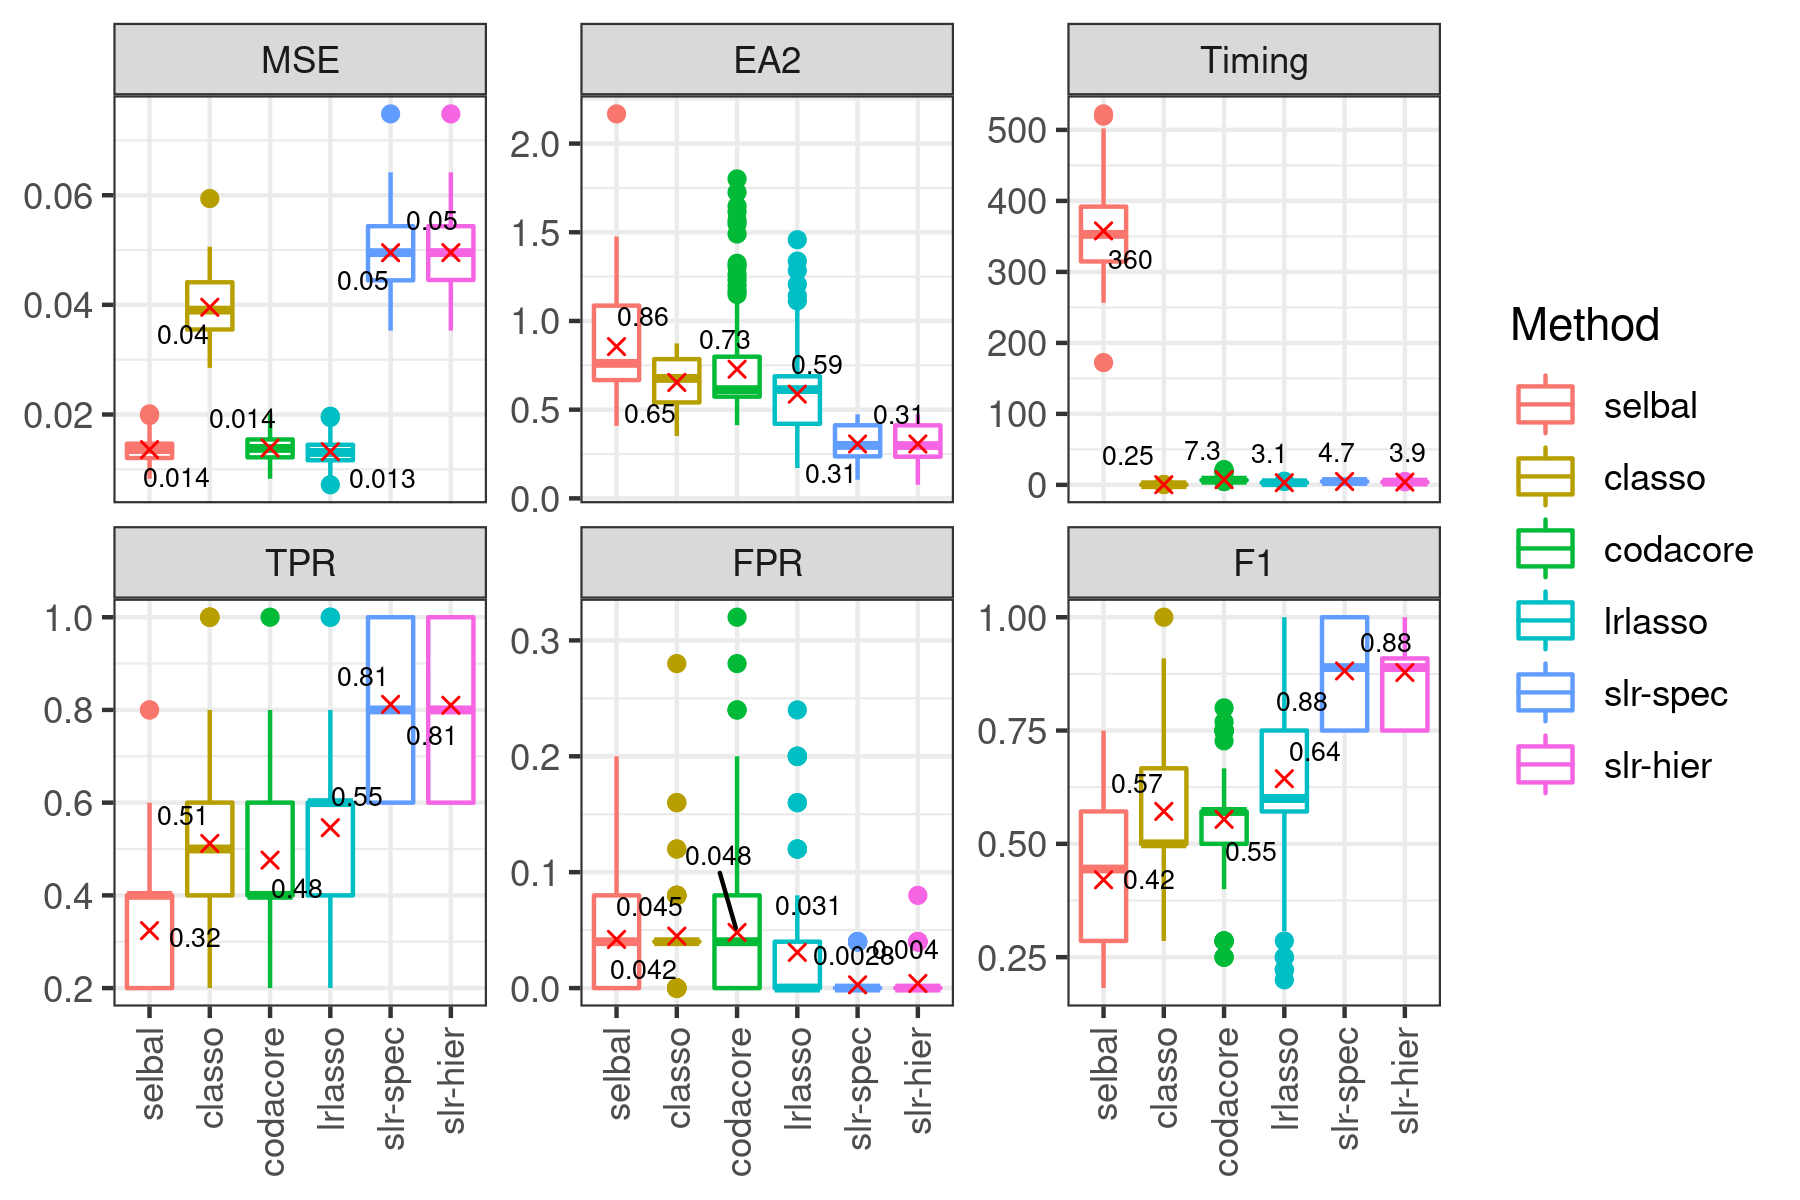 MSE
EA2
Timing
0.06
0.04
0.02
0.014
0.04
0.014
0.013
0.05
0.05
2.0
1.5
1.0
0.5
0.0
0.86
0.65
0.73
0.59
0.31
0.31
500
400
300
200
100
0
360
0.25
7.3
3.1
4.7
3.9
TPR
FPR
F1
1.0
0.8
0.6
0.4
0.2
0.32
0.51
0.48
0.55
0.81
0.81
0.3
0.2
0.1
0.0
0.042
0.045
0.048
0.031
0.0028
0.004
1.00
0.75
0.50
0.25
0.42
0.57
0.55
0.64
0.88
0.88
selbal
classo
codacore
lrlasso
slr-spec
slr-hier
selbal
classo
codacore
lrlasso
slr-spec
slr-hier
selbal
classo
codacore
lrlasso
slr-spec
slr-hier
Method
selbal
classo
codacore
lrlasso
slr-spec
slr-hier